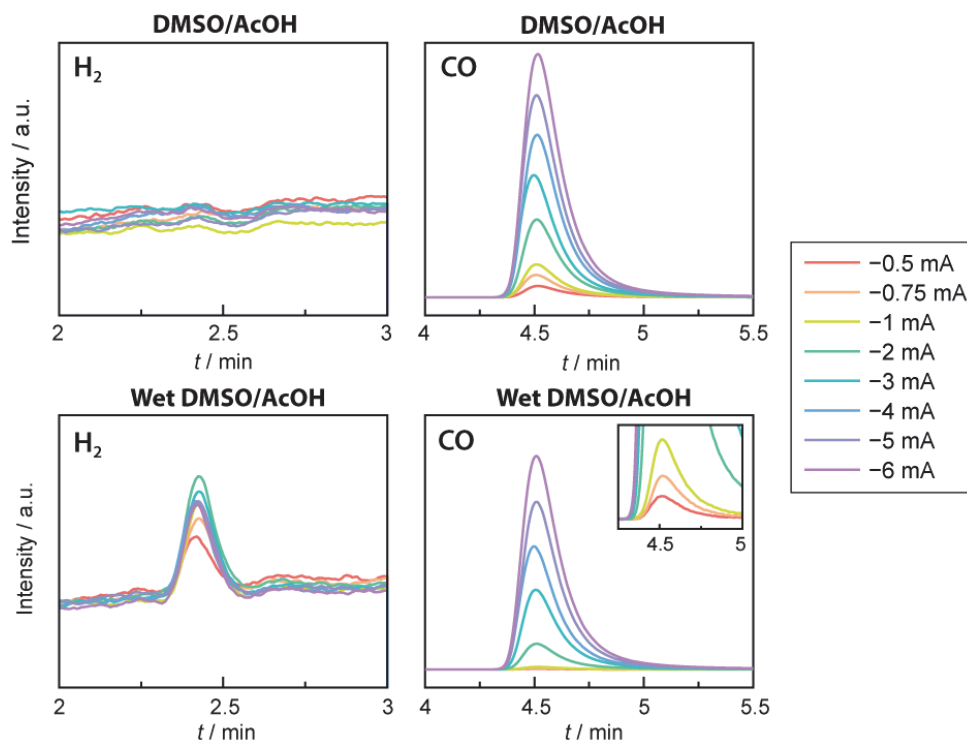 DMSO/AcOH
DMSO/AcOH
H₂
CO
Intensity / a.u.
2
2.5
3
4
4.5
5
5.5
t / min
t / min
Wet DMSO/AcOH
Wet DMSO/AcOH
H₂
CO
4.5
5
Intensity / a.u.
2
2.5
3
4
4.5
5
5.5
t / min
t / min
−0.5 mA
−0.75 mA
−1 mA
−2 mA
−3 mA
−4 mA
−5 mA
−6 mA